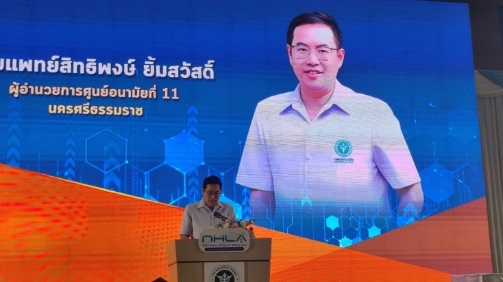 ยแพทย์สิทธิพงษ์ ยิ้มสวัสดิ์
ผู้อำนวยการศูนย์อนามัยที่ 11
นครศรีธรรมราช
NHLA